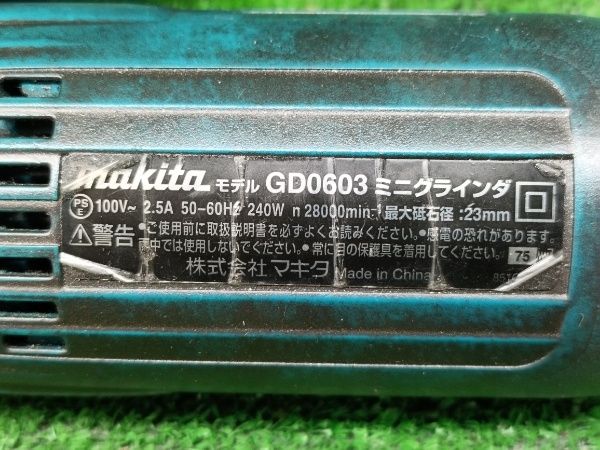 makita モデル GD0603 ミニグラインダ
PS E 100V~ 2.5A 50-60Hz 240W n 28000min⁻¹ 最大砥石径:23mm
⚠警告 ・ご使用前に取扱説明書を必ずよくお読みください。・感電の恐れがあります。
雨中では使用しないでください。・常に目の保護具を着用してください。 75
株式会社 マキタ Made in China